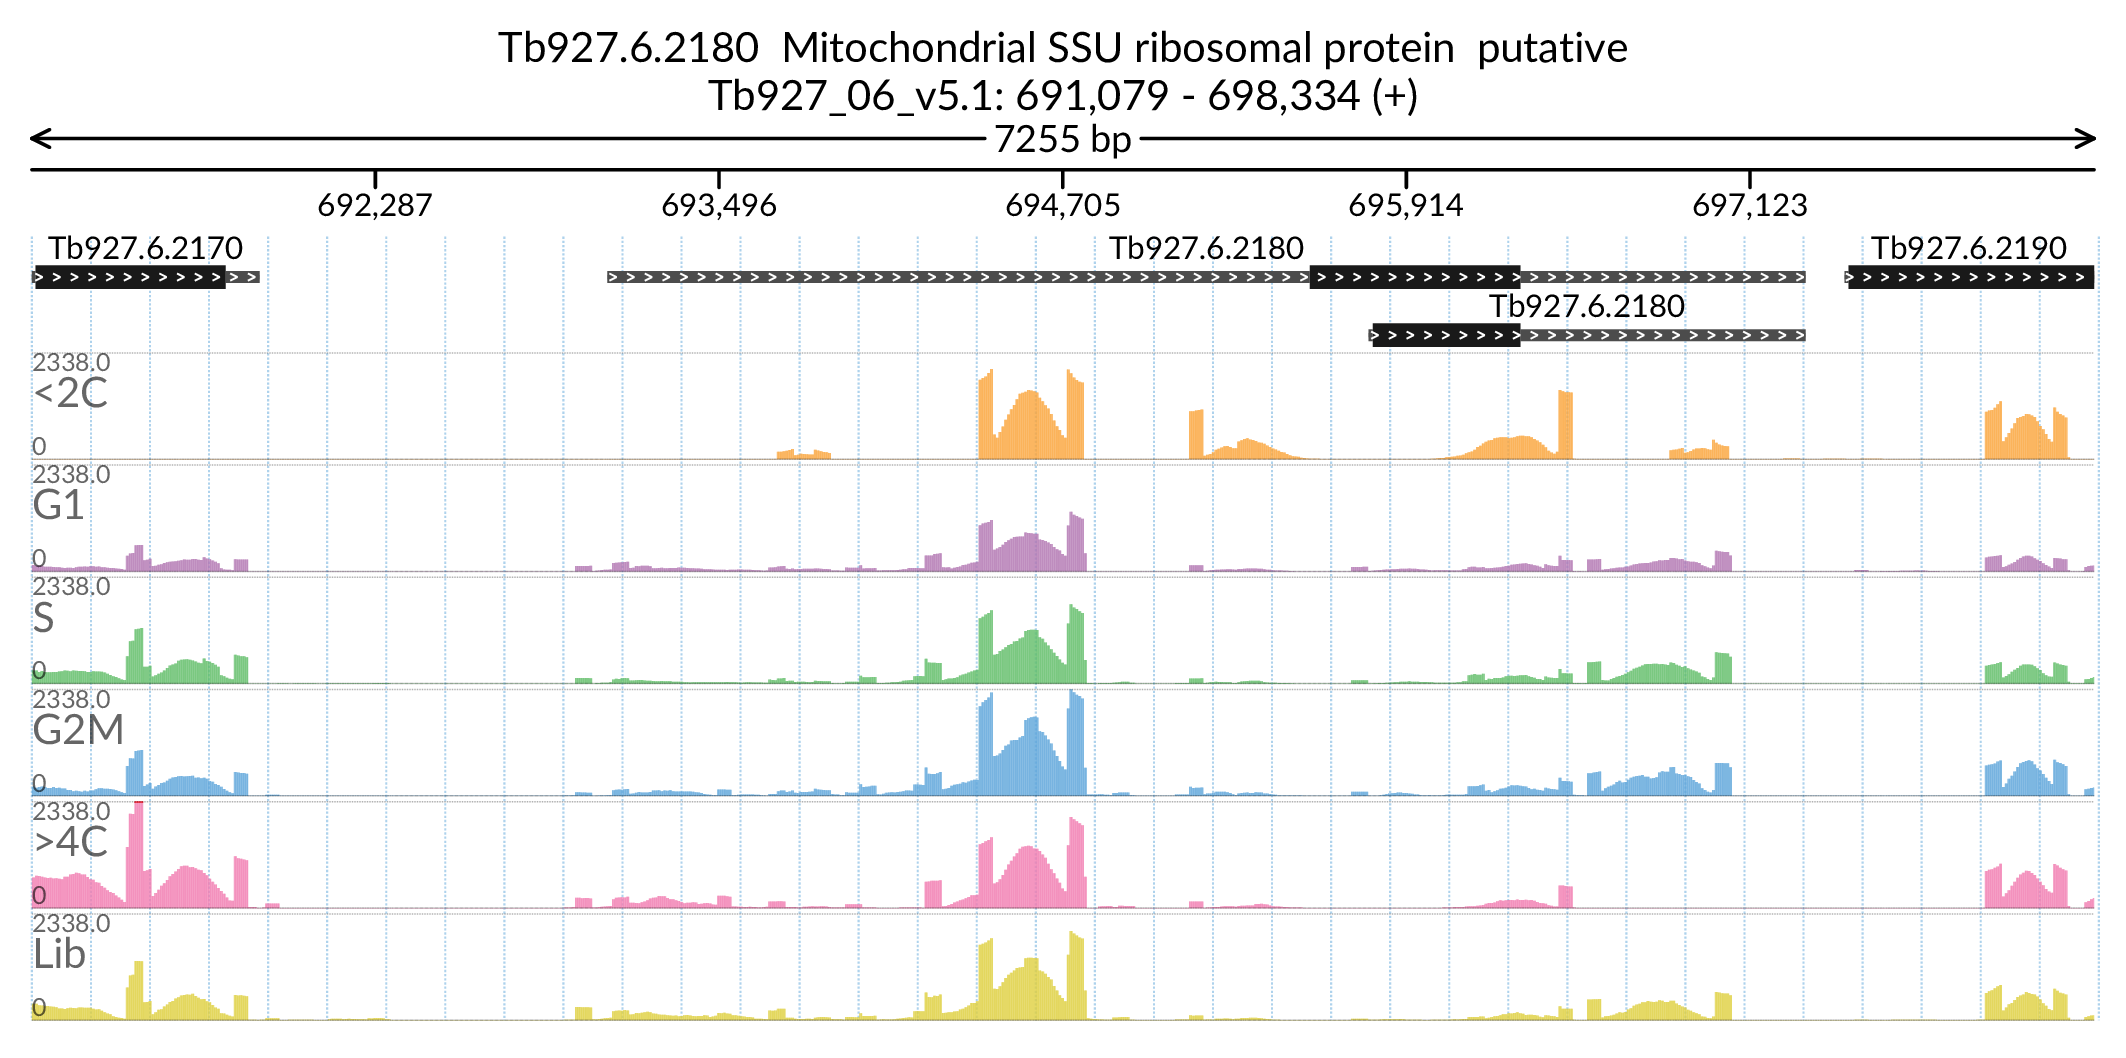 Tb927.6.2180  Mitochondrial SSU ribosomal protein  putative
Tb927_06_v5.1: 691,079 - 698,334 (+)
7255 bp
692,287 693,496 694,705 695,914 697,123
Tb927.6.2170 Tb927.6.2180 Tb927.6.2190
Tb927.6.2180
2338.0
<2C
0
2338.0
G1
0
2338.0
S
0
2338.0
G2M
0
2338.0
>4C
0
2338.0
Lib
0